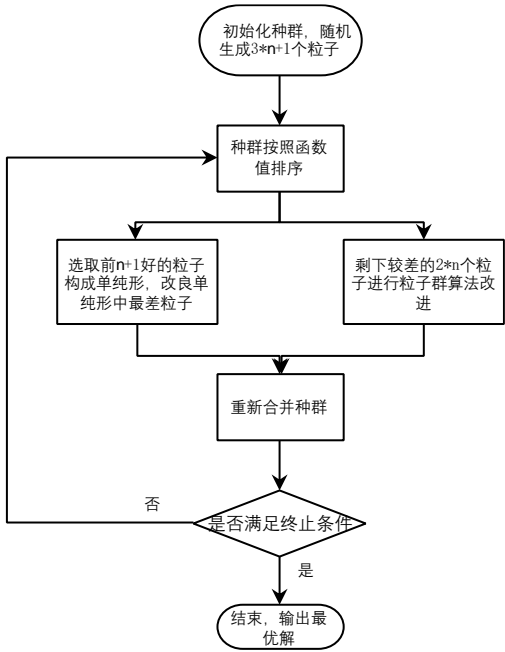 初始化种群，随机
生成3*n+1个粒子
种群按照函数
值排序
选取前n+1好的粒子
构成单纯形，改良单
纯形中最差粒子
剩下较差的2*n个粒
子进行粒子群算法改
进
重新合并种群
是否满足终止条件
否
是
结束，输出最
优解